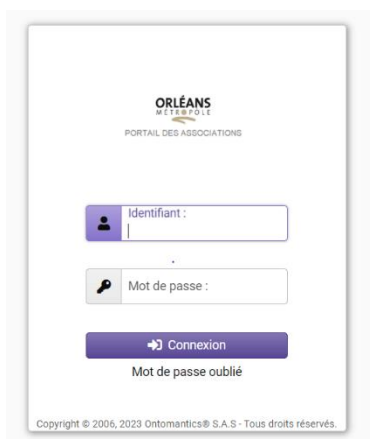 ORLÉANS
MÉTROPOLE
PORTAIL DES ASSOCIATIONS
Identifiant :
Mot de passe :
Connexion
Mot de passe oublié
Copyright © 2006, 2023 Ontomantics® S.A.S - Tous droits réservés.